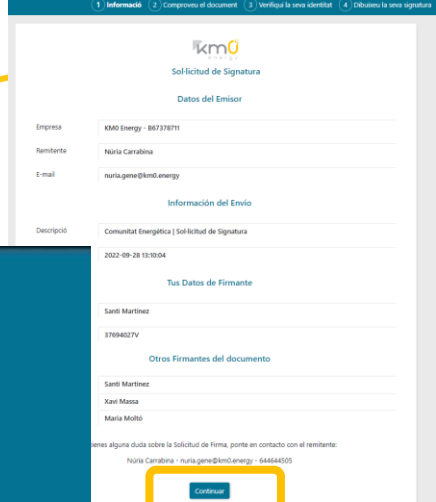 1 Informació 2 Comproveu el document 3 Verifiqui la seva identitat 4 Dibuixeu la seva signatura
km0
energy
Sol·licitud de Signatura
Datos del Emisor
Empresa KM0 Energy - B67378711
Remitente Núria Carrabina
E-mail nuria.gene@km0.energy
Información del Envío
Descripció Comunitat Energética | Sol·licitud de Signatura
2022-09-28 13:10:04
Tus Datos de Firmante
Santi Martinez
37694027V
Otros Firmantes del documento
Santi Martinez
Xavi Massa
Maria Moltó
enes alguna duda sobre la Solicitud de Firma, ponte en contacto con el remitente:
Núria Carrabina - nuria.gene@km0.energy - 644644505
Continuar